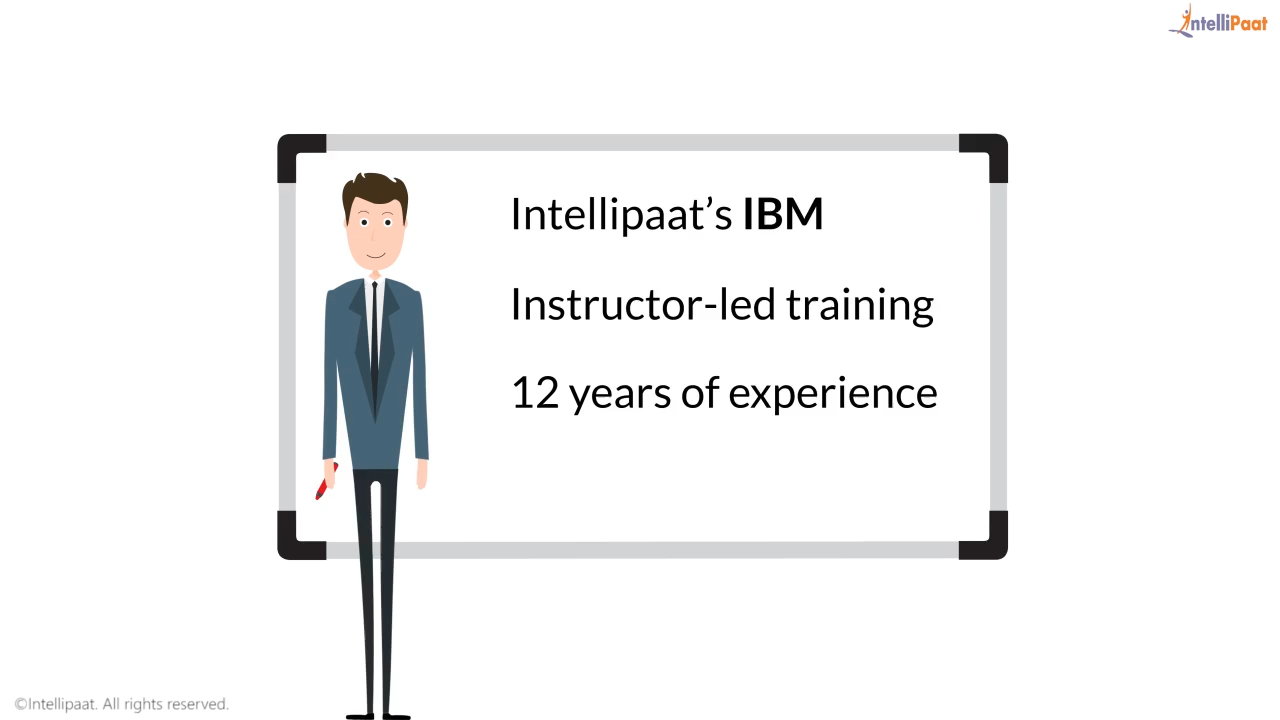 IntelliPaat
Intellipaat’s IBM
Instructor-led training
12 years of experience
©Intellipaat. All rights reserved.